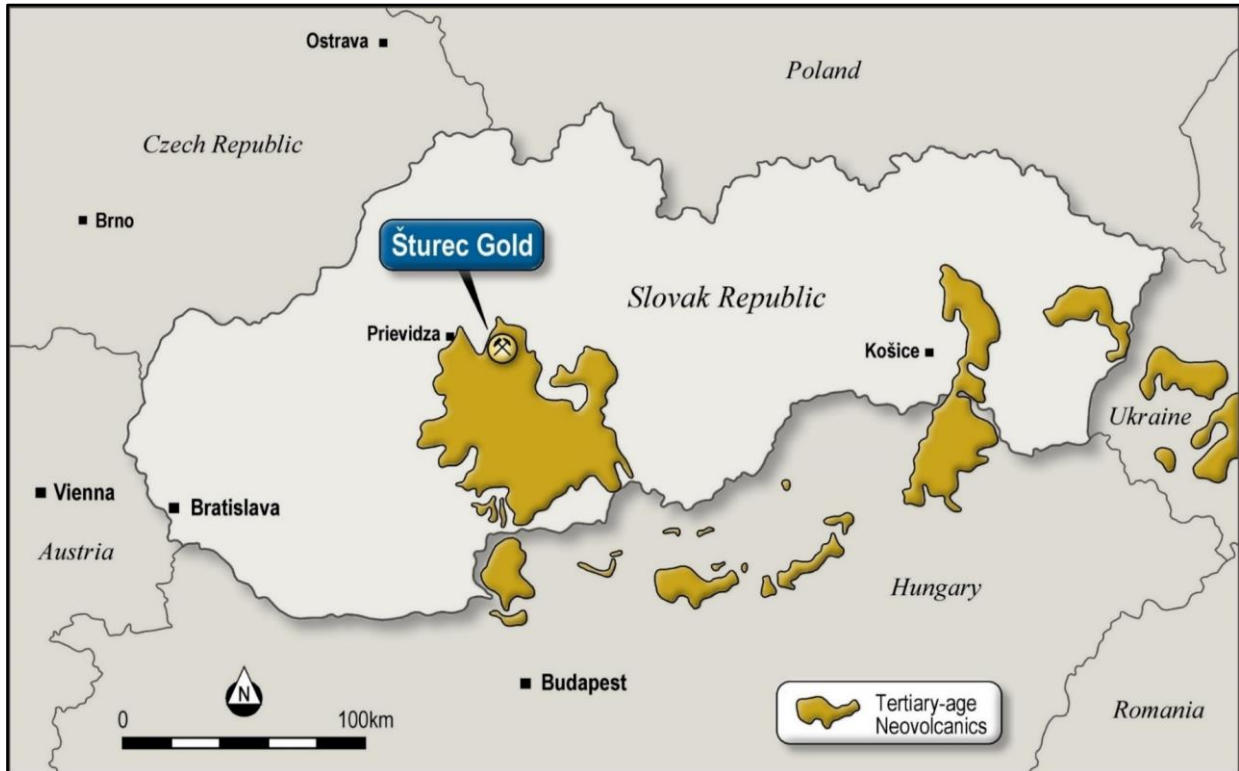 Ostrava
Poland
Czech Republic
Brno
Šturec Gold
Slovak Republic
Prievidza
Košice
Ukraine
Vienna
Bratislava
Austria
Hungary
N
Budapest
0 100km
Tertiary-age
Neovolcanics
Romania